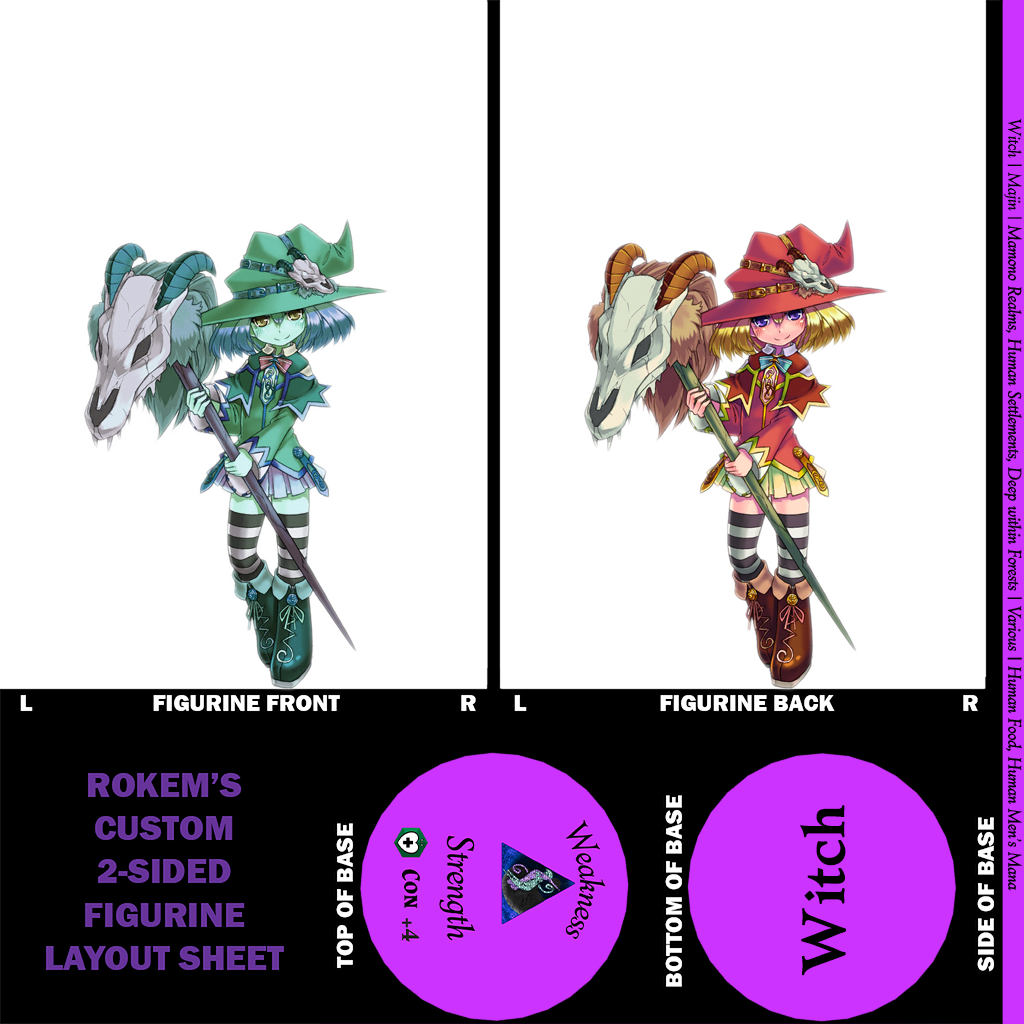 L FIGURINE FRONT R
L FIGURINE BACK R
Witch | Majin | Mamono Realms, Human Settlements, Deep within Forests | Various | Human Food, Human Men's Mana
ROKEM'S
CUSTOM
2-SIDED
FIGURINE
LAYOUT SHEET
TOP OF BASE
Weakness
Strength
CON +4
BOTTOM OF BASE
Witch
SIDE OF BASE